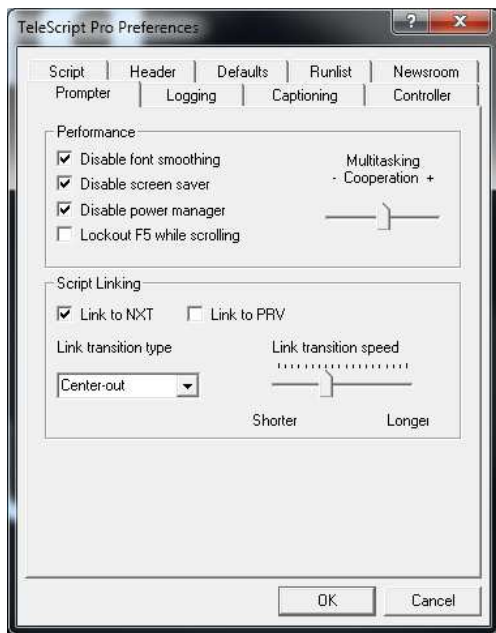 TeleScript Pro Preferences
Script Header Defaults Runlist Newsroom
Prompter Logging Captioning Controller
Performance
Disable font smoothing
Disable screen saver
Disable power manager
Lockout F5 while scrolling
Multitasking
- Cooperation +
Script Linking
Link to NXT Link to PRV
Link transition type
Center-out
Link transition speed
Shorter Longer
OK Cancel